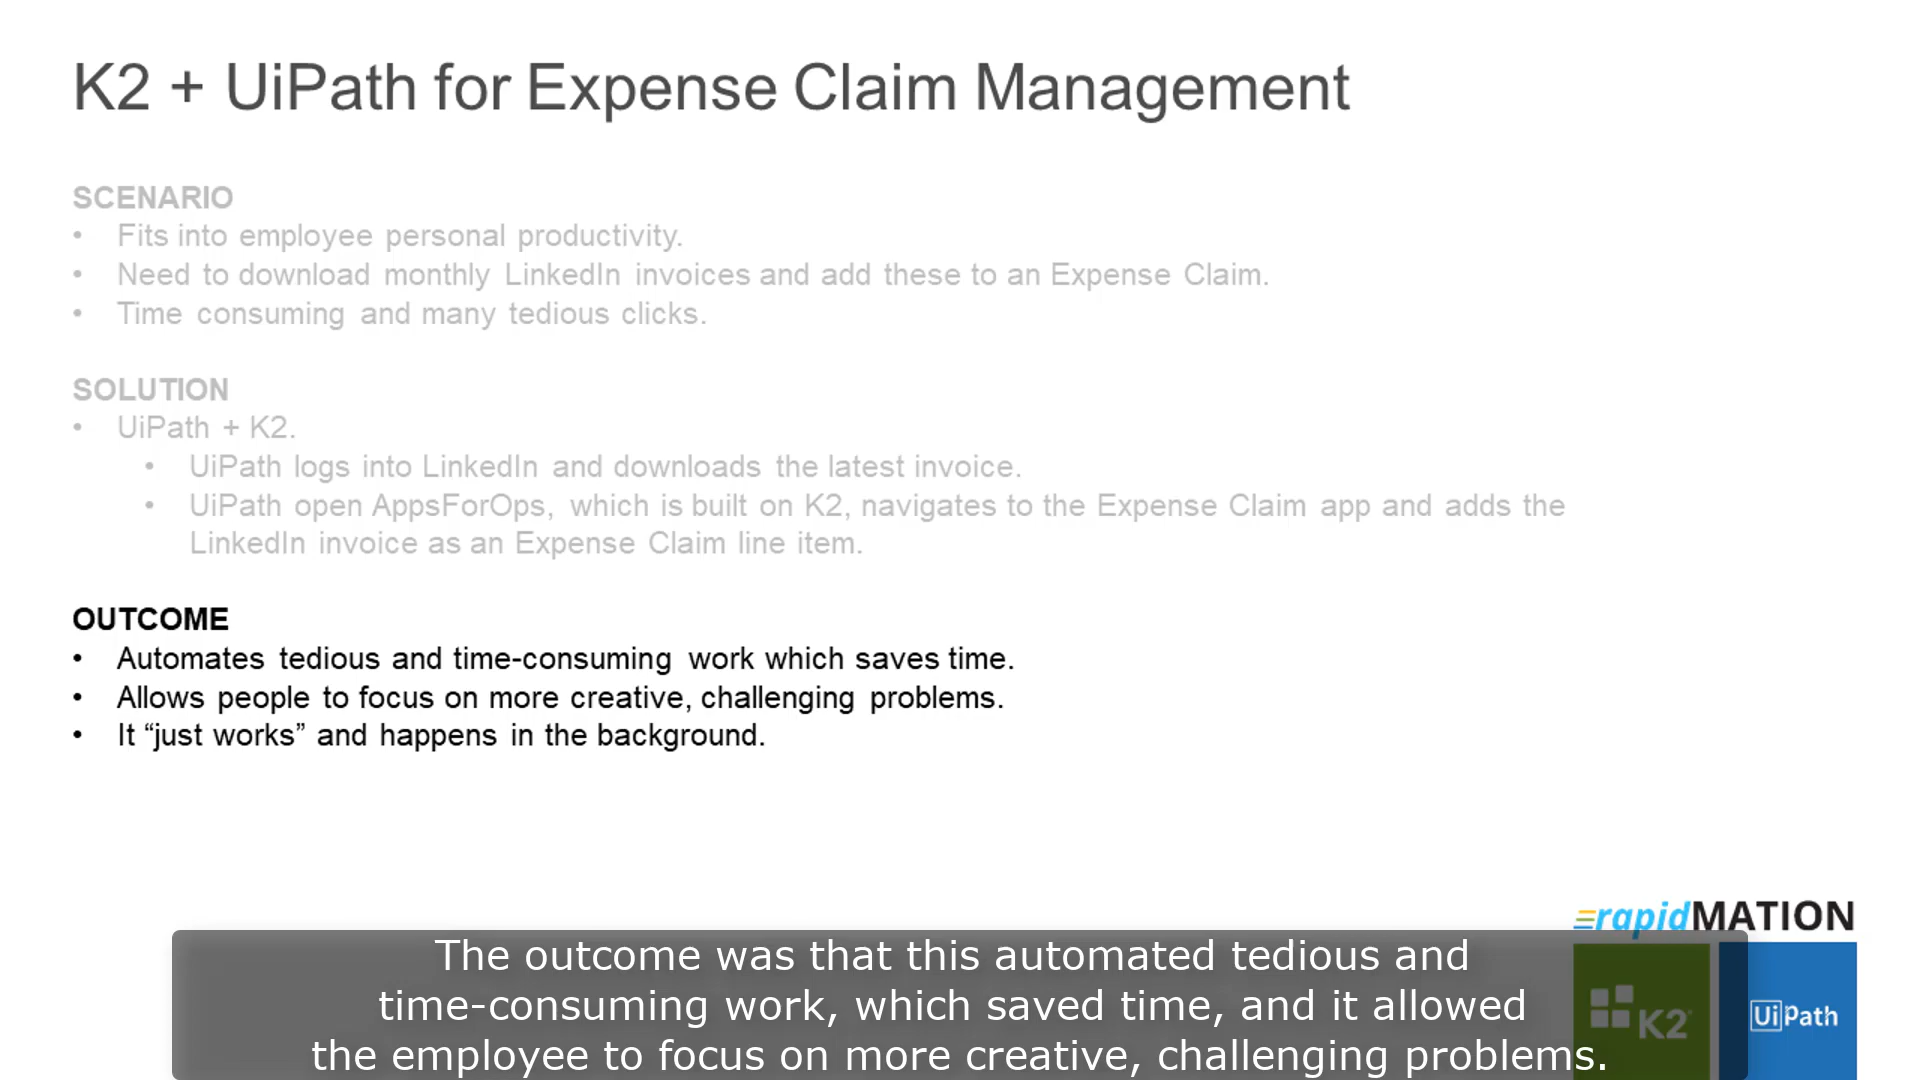 K2 + UiPath for Expense Claim Management
SCENARIO
• Fits into employee personal productivity.
• Need to download monthly LinkedIn invoices and add these to an Expense Claim.
• Time consuming and many tedious clicks.
SOLUTION
• UiPath + K2.
• UiPath logs into LinkedIn and downloads the latest invoice.
• UiPath open AppsForOps, which is built on K2, navigates to the Expense Claim app and adds the
LinkedIn invoice as an Expense Claim line item.
OUTCOME
• Automates tedious and time-consuming work which saves time.
• Allows people to focus on more creative, challenging problems.
• It “just works” and happens in the background.
rapidMATION
K2
UiPath
The outcome was that this automated tedious and
time-consuming work, which saved time, and it allowed
the employee to focus on more creative, challenging problems.